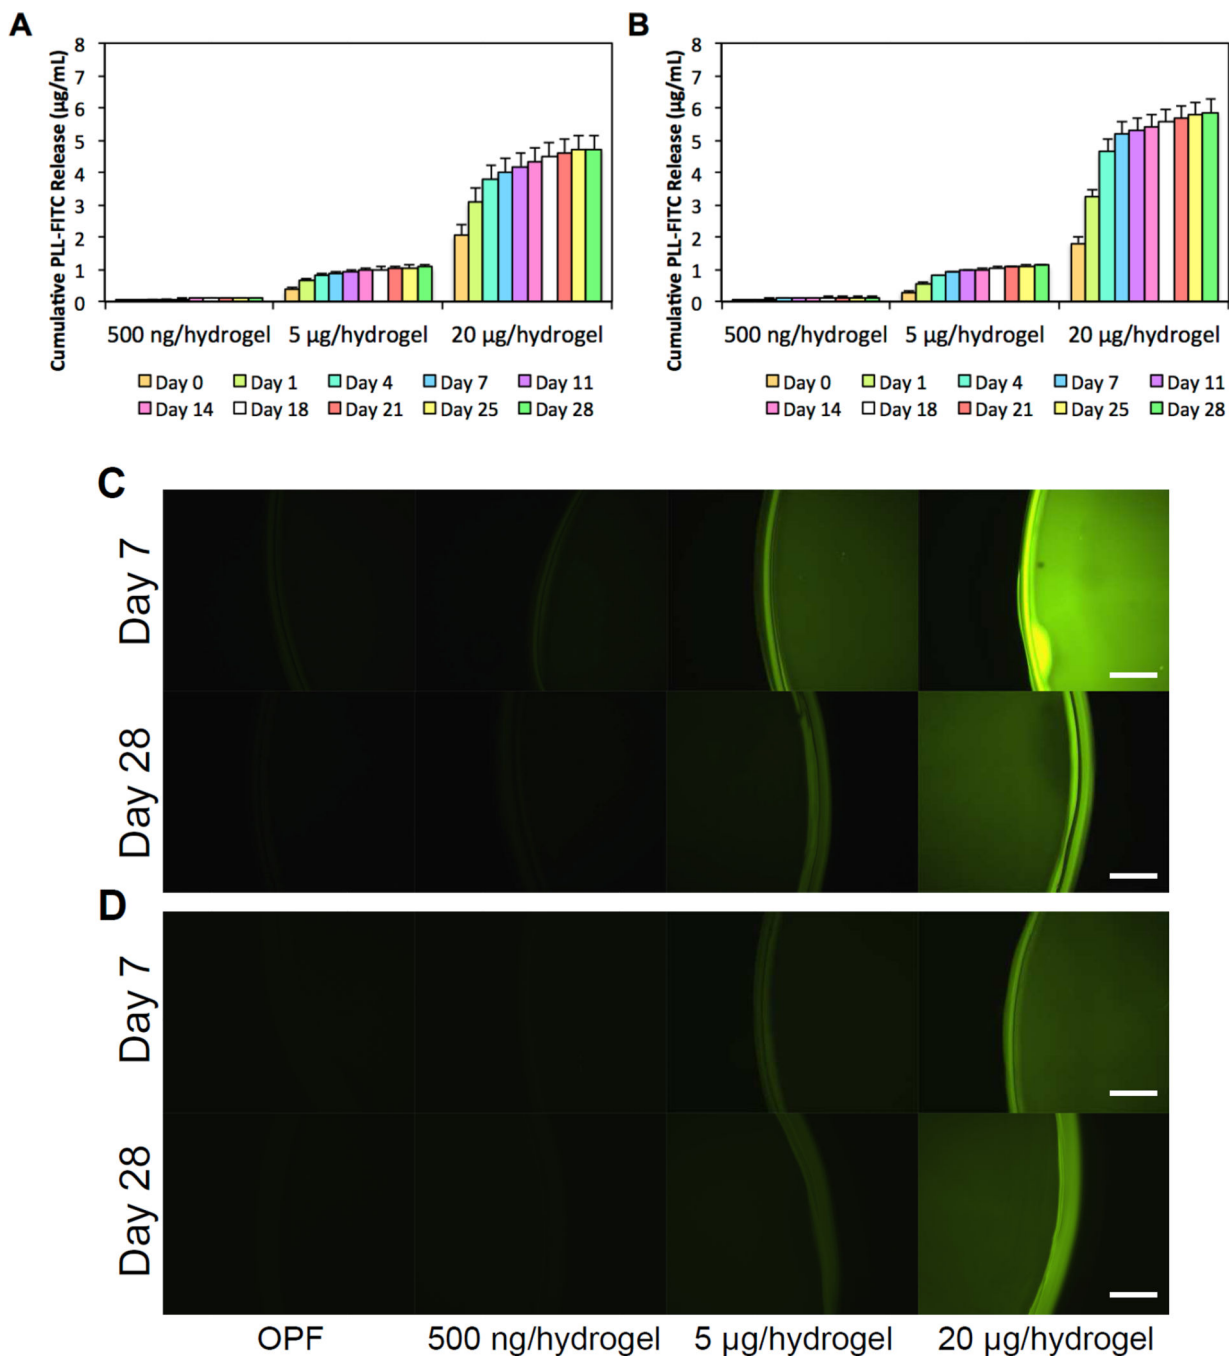 A
Cumulative PLL-FITC Release (µg/mL)
8
7
6
5
4
3
2
1
0
500 ng/hydrogel 5 µg/hydrogel 20 µg/hydrogel
Day 0 Day 1 Day 4 Day 7 Day 11
Day 14 Day 18 Day 21 Day 25 Day 28
B
Cumulative PLL-FITC Release (µg/mL)
8
7
6
5
4
3
2
1
0
500 ng/hydrogel 5 µg/hydrogel 20 µg/hydrogel
Day 0 Day 1 Day 4 Day 7 Day 11
Day 14 Day 18 Day 21 Day 25 Day 28
C
Day 7
Day 28
D
Day 7
Day 28
OPF 500 ng/hydrogel 5 µg/hydrogel 20 µg/hydrogel